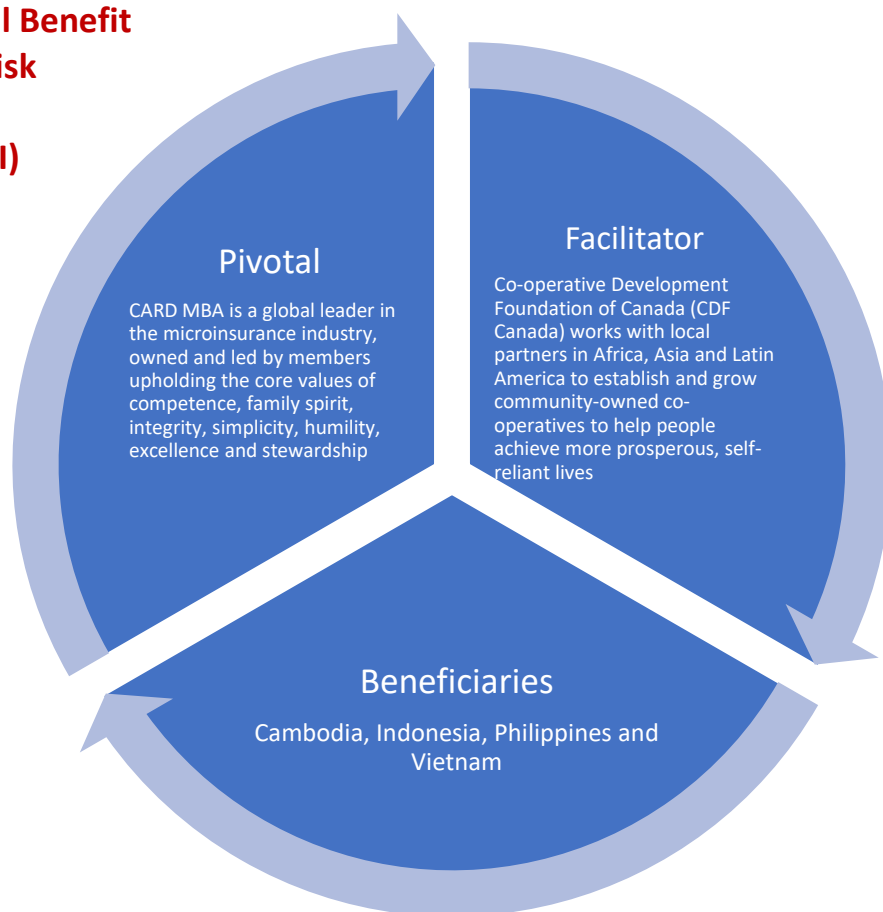 l Benefit
isk
I)
Pivotal
CARD MBA is a global leader in
the microinsurance industry,
owned and led by members
upholding the core values of
competence, family spirit,
integrity, simplicity, humility,
excellence and stewardship
Facilitator
Co-operative Development
Foundation of Canada (CDF
Canada) works with local
partners in Africa, Asia and Latin
America to establish and grow
community-owned co-
operatives to help people
achieve more prosperous, self-
reliant lives
Beneficiaries
Cambodia, Indonesia, Philippines and
Vietnam